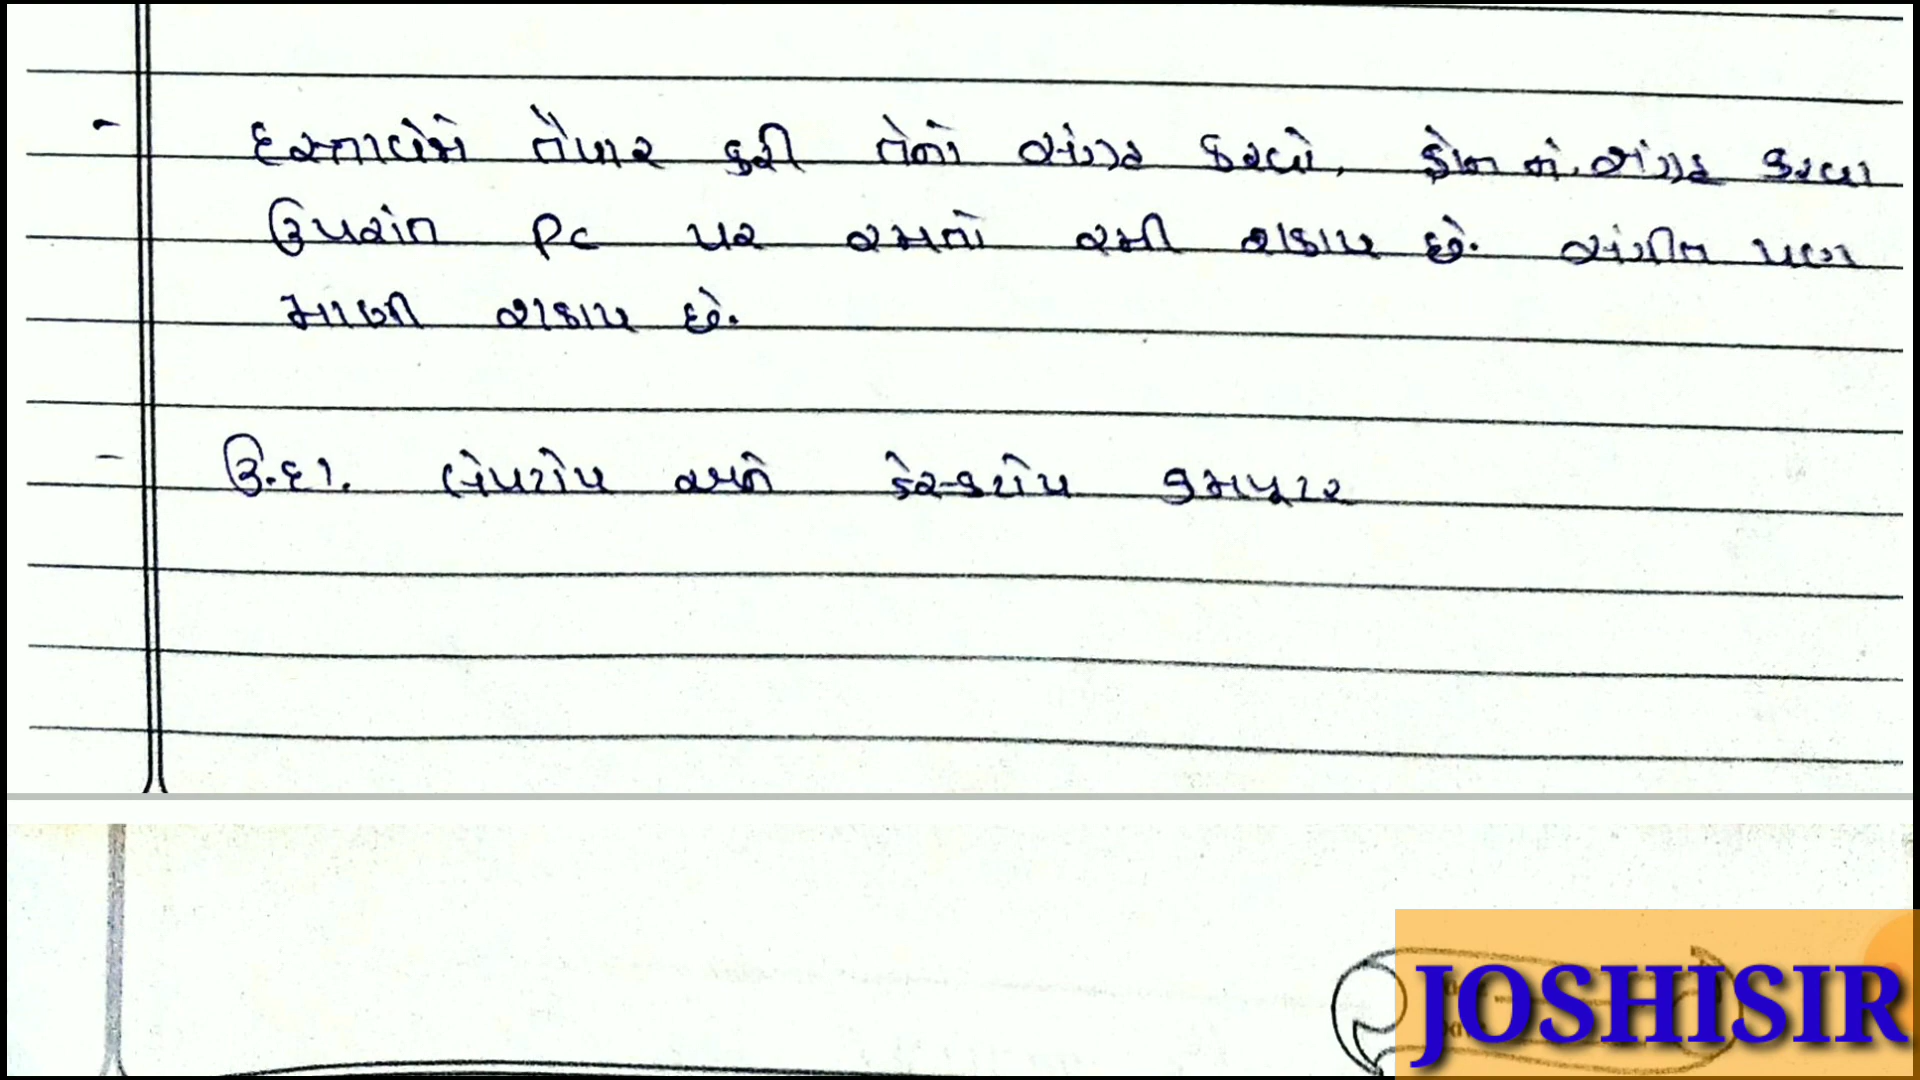 - દસ્તાવેજો તૈયાર કરી તેનો સંગ્રહ કરવો, ફોન નં. સંગ્રહ કરવા
ઉપરાંત PC પર રમતો રમી શકાય છે. સંગીત પણ
માણી શકાય છે.
- ઉ.દા. લેપટોપ અને ડેસ્કટોપ કમ્પૂટર
JOSHISIR